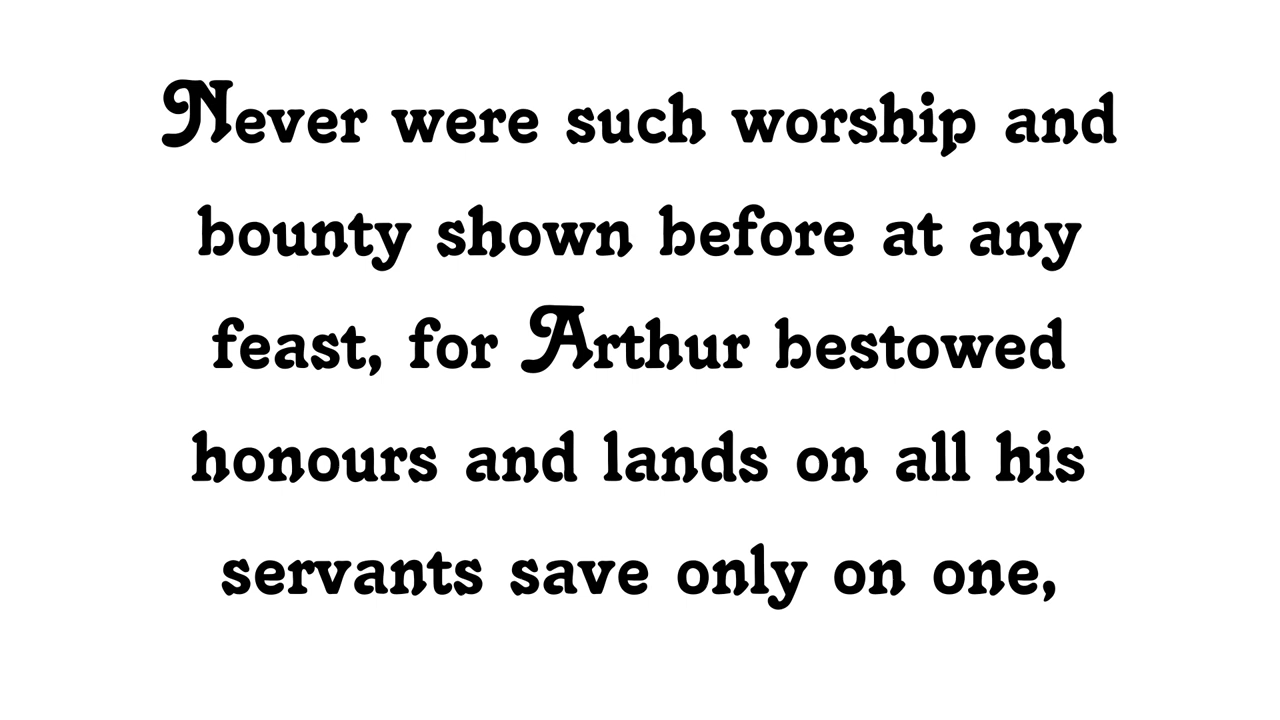 Never were such worship and
bounty shown before at any
feast, for Arthur bestowed
honours and lands on all his
servants save only on one,